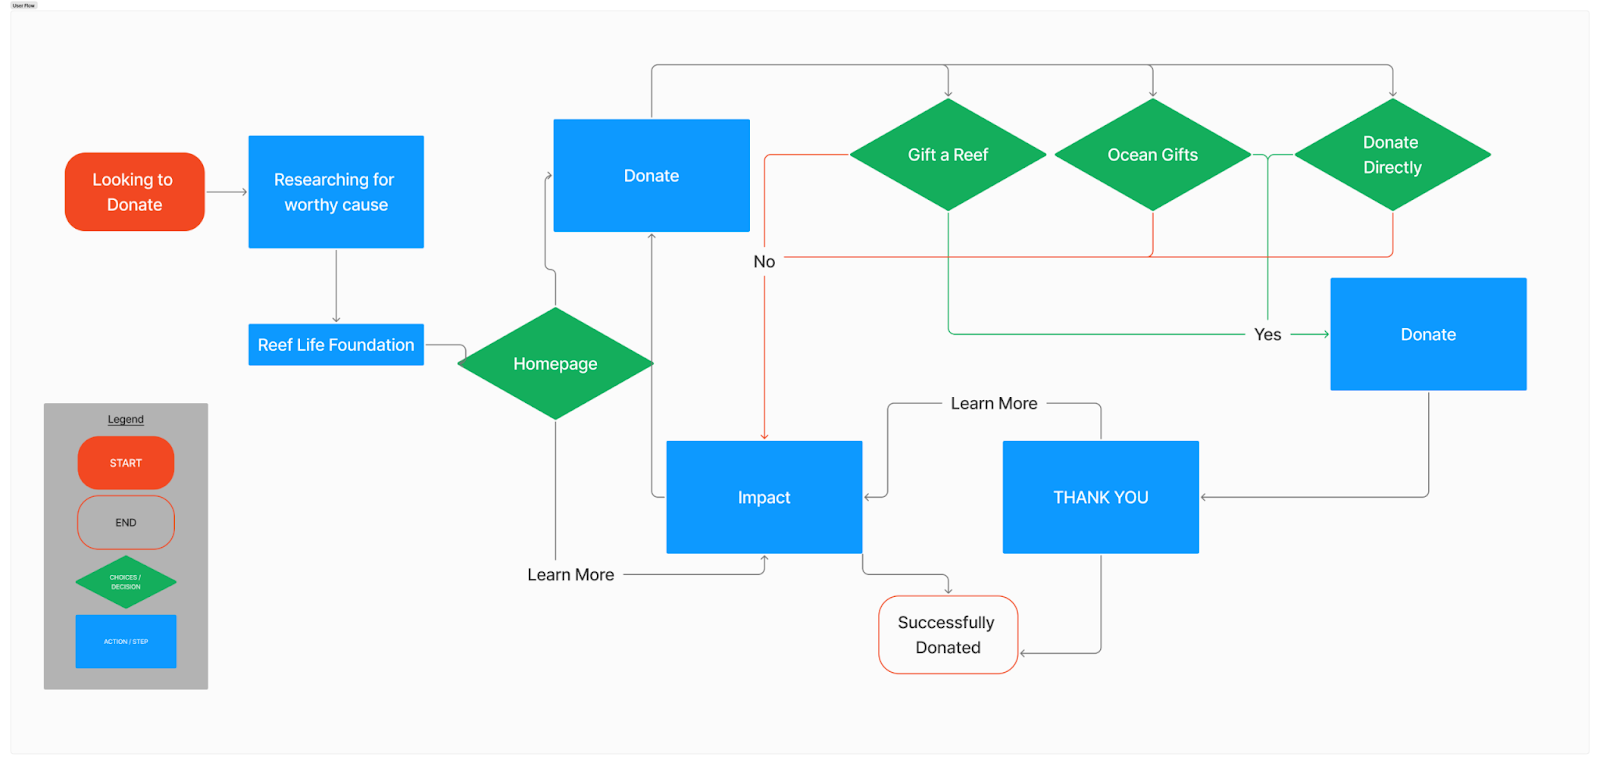 User Flow
Looking to
Donate
Researching for
worthy cause
Reef Life Foundation
Homepage
Donate
Gift a Reef
Ocean Gifts
Donate
Directly
No
Yes
Donate
Learn More
Impact
THANK YOU
Learn More
Successfully
Donated
Legend
START
END
CHOICES /
DECISION
ACTION / STEP